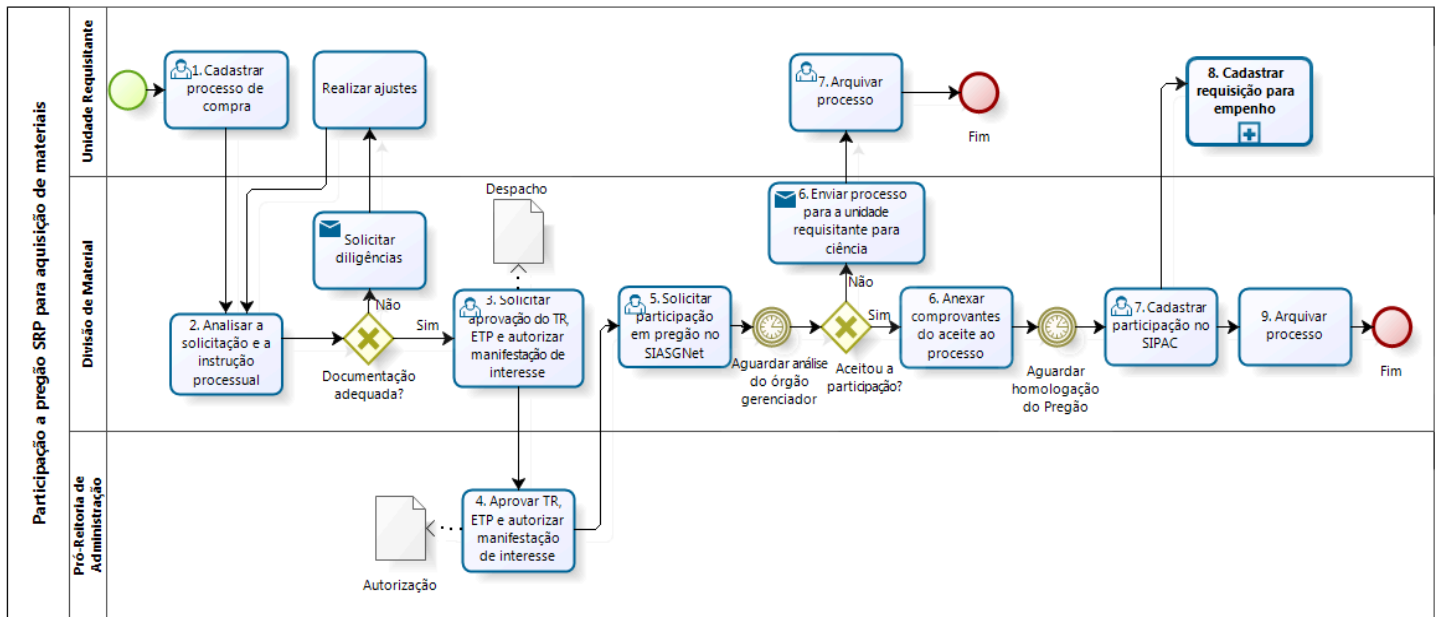 Participação a pregão SRP para aquisição de materiais
Unidade Requisitante
1. Cadastrar
processo de
compra
Realizar ajustes
7. Arquivar
processo
Fim
8. Cadastrar
requisição para
empenho
Divisão de Material
2. Analisar a
solicitação e a
instrução
processual
Solicitar
diligências
Não
Documentação
adequada?
Sim
Despacho
3. Solicitar
aprovação do TR,
ETP e autorizar
manifestação de
interesse
5. Solicitar
participação
em pregão no
SIASGNet
Aguardar análise
do órgão
gerenciador
6. Enviar processo
para a unidade
requisitante para
ciência
Não
Aceitou a
participação?
Sim
6. Anexar
comprovantes
do aceite ao
processo
Aguardar
homologação
do Pregão
7. Cadastrar
participação no
SIPAC
9. Arquivar
processo
Fim
Pró-Reitoria de
Administração
Autorização
4. Aprovar TR,
ETP e autorizar
manifestação
de interesse